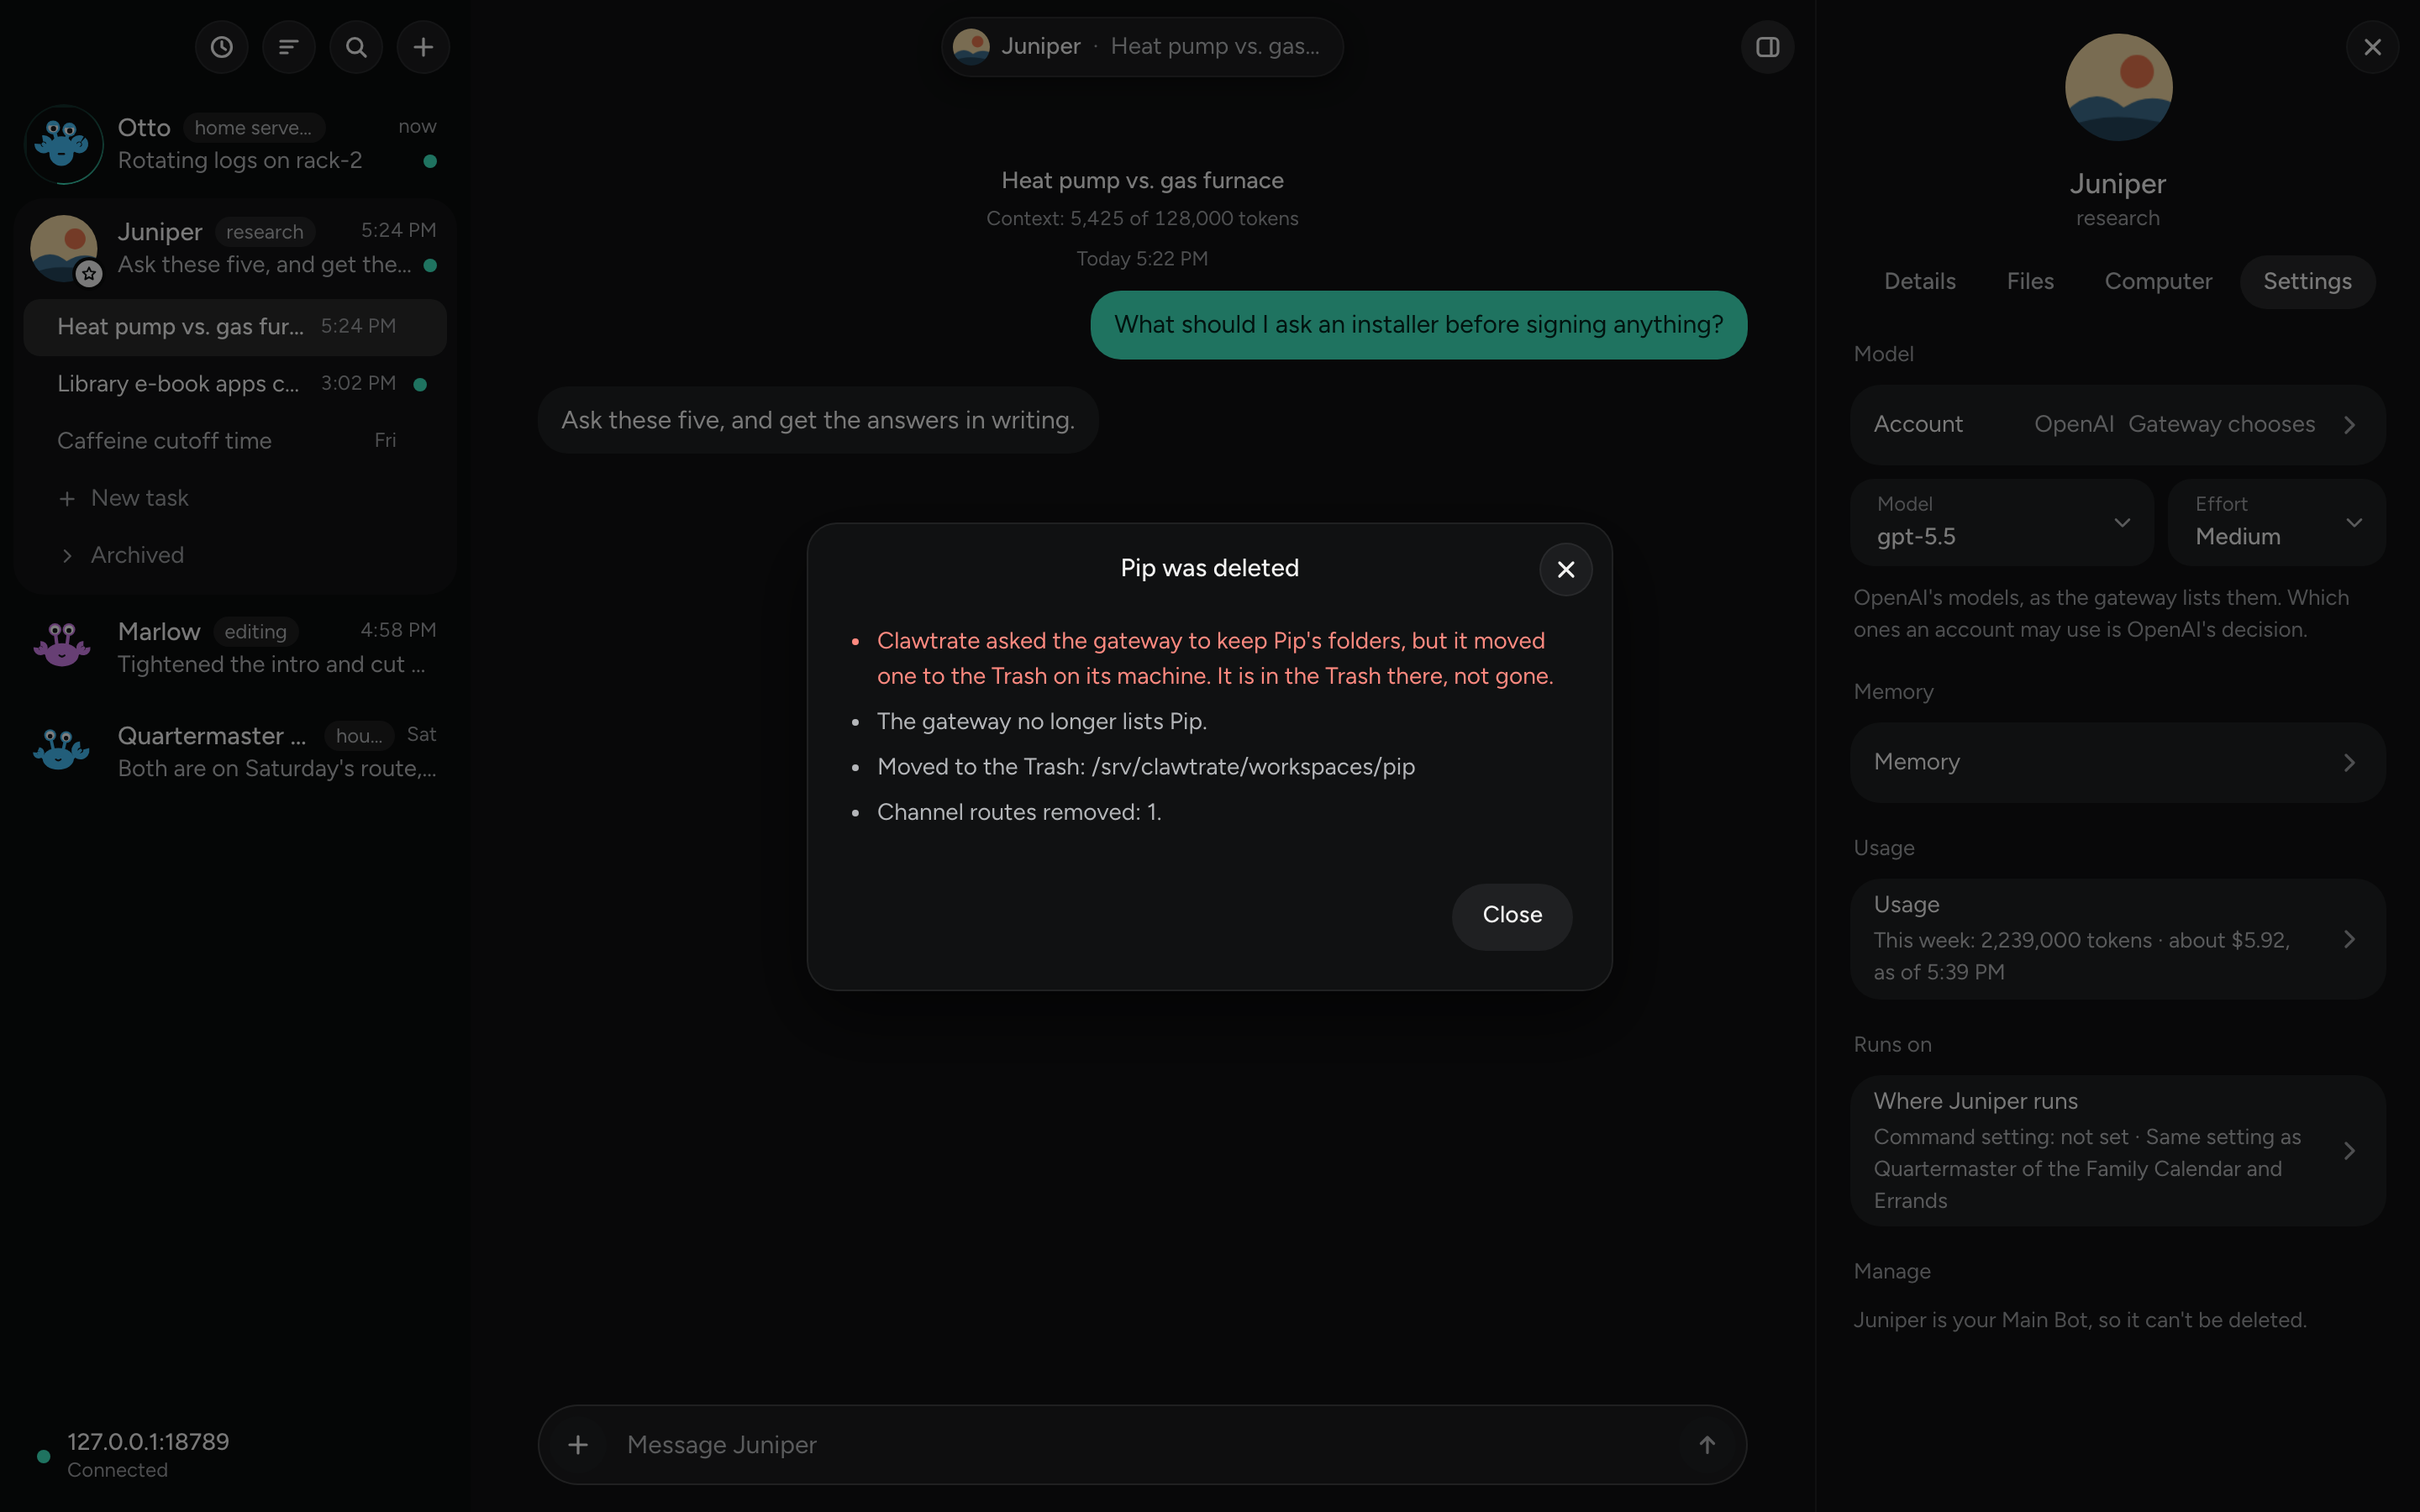 Otto home serve... now
Rotating logs on rack-2
Juniper research 5:24 PM
Ask these five, and get the...
Heat pump vs. gas fur... 5:24 PM
Library e-book apps c... 3:02 PM
Caffeine cutoff time Fri
New task
Archived
Marlow editing 4:58 PM
Tightened the intro and cut ...
Quartermaster ... hou... Sat
Both are on Saturday's route,...
127.0.0.1:18789
Connected
Juniper · Heat pump vs. gas...
Heat pump vs. gas furnace
Context: 5,425 of 128,000 tokens
Today 5:22 PM
What should I ask an installer before signing anything?
Ask these five, and get the answers in writing.
Pip was deleted
• Clawtrate asked the gateway to keep Pip's folders, but it moved
one to the Trash on its machine. It is in the Trash there, not gone.
• The gateway no longer lists Pip.
• Moved to the Trash: /srv/clawtrate/workspaces/pip
• Channel routes removed: 1.
Close
Message Juniper
Juniper
research
Details Files Computer Settings
Model
Account OpenAI Gateway chooses
Model Effort
gpt-5.5 Medium
OpenAI's models, as the gateway lists them. Which
ones an account may use is OpenAI's decision.
Memory
Memory
Usage
Usage
This week: 2,239,000 tokens · about $5.92,
as of 5:39 PM
Runs on
Where Juniper runs
Command setting: not set · Same setting as
Quartermaster of the Family Calendar and
Errands
Manage
Juniper is your Main Bot, so it can't be deleted.